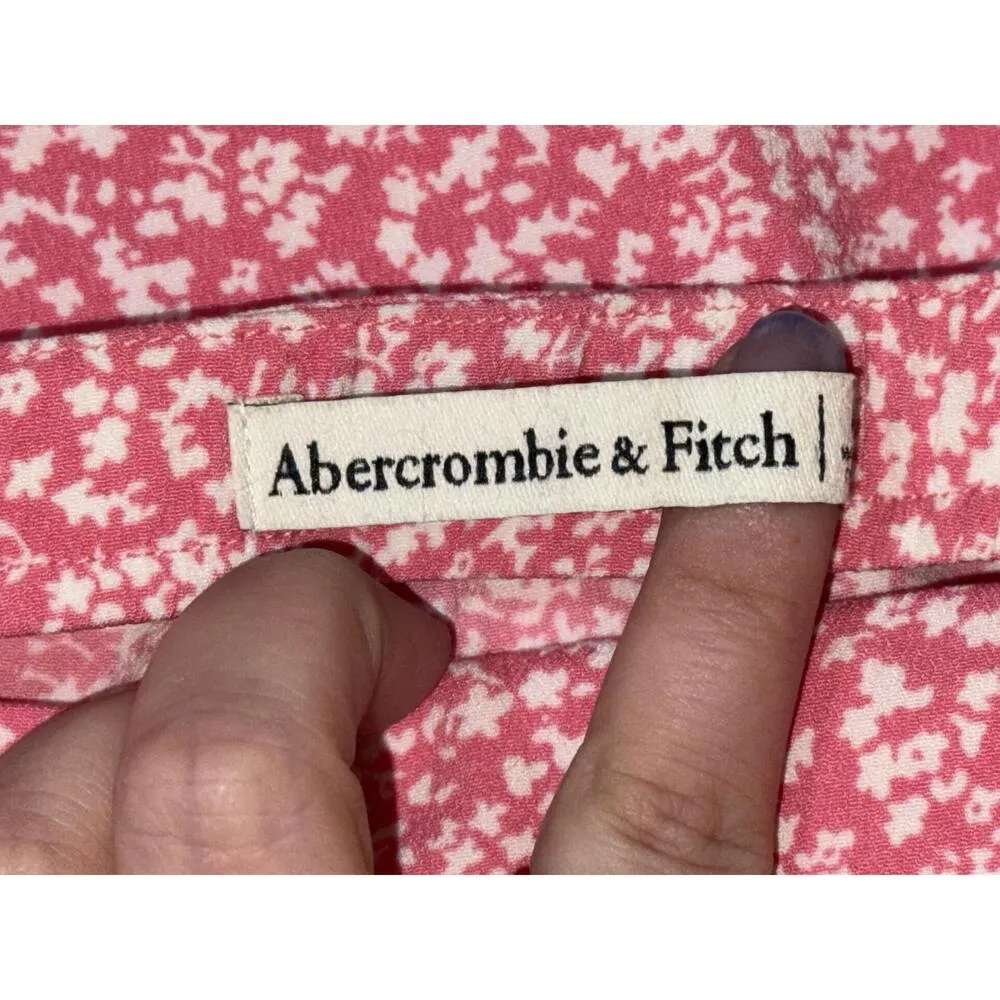 Abercrombie & Fitch |